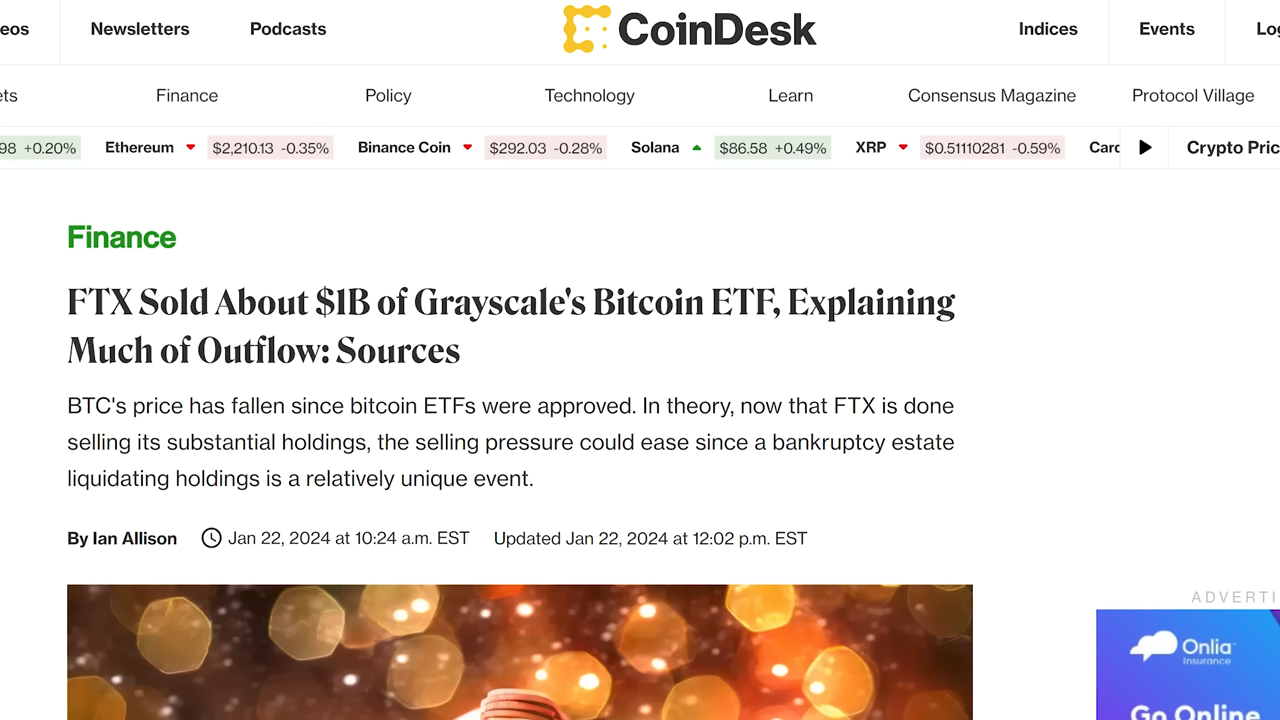 eos Newsletters Podcasts CoinDesk Indices Events Log
ets Finance Policy Technology Learn Consensus Magazine Protocol Village
98 +0.20% Ethereum $2,210.13 -0.35% Binance Coin $292.03 -0.28% Solana $86.58 +0.49% XRP $0.51110281 -0.59% Card Crypto Pric
Finance
FTX Sold About $1B of Grayscale's Bitcoin ETF, Explaining
Much of Outflow: Sources
BTC's price has fallen since bitcoin ETFs were approved. In theory, now that FTX is done
selling its substantial holdings, the selling pressure could ease since a bankruptcy estate
liquidating holdings is a relatively unique event.
By Ian Allison Jan 22, 2024 at 10:24 a.m. EST Updated Jan 22, 2024 at 12:02 p.m. EST
ADVERTI
Onlia
Insurance
Go Online